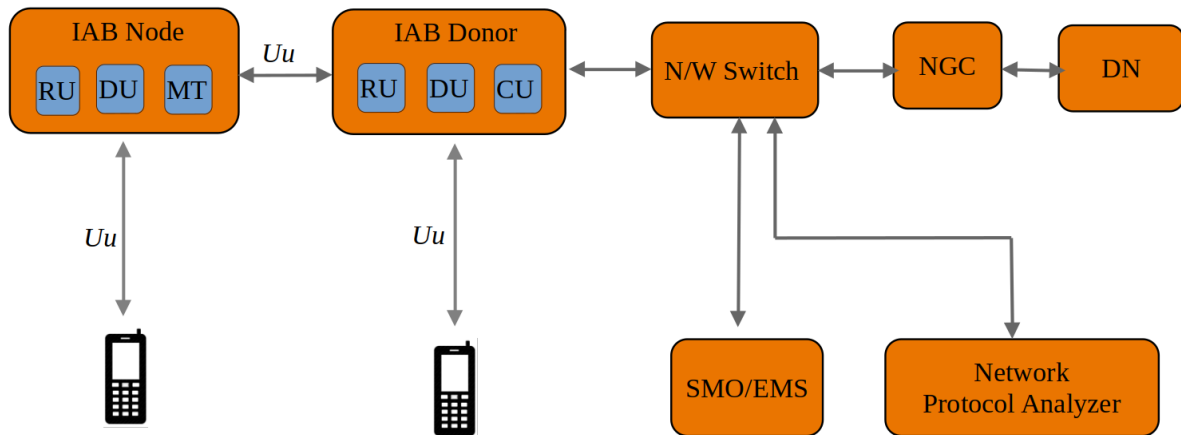 IAB Node
RU
DU
MT
Uu
IAB Donor
RU
DU
CU
N/W Switch
NGC
DN
Uu
Uu
SMO/EMS
Network
Protocol Analyzer